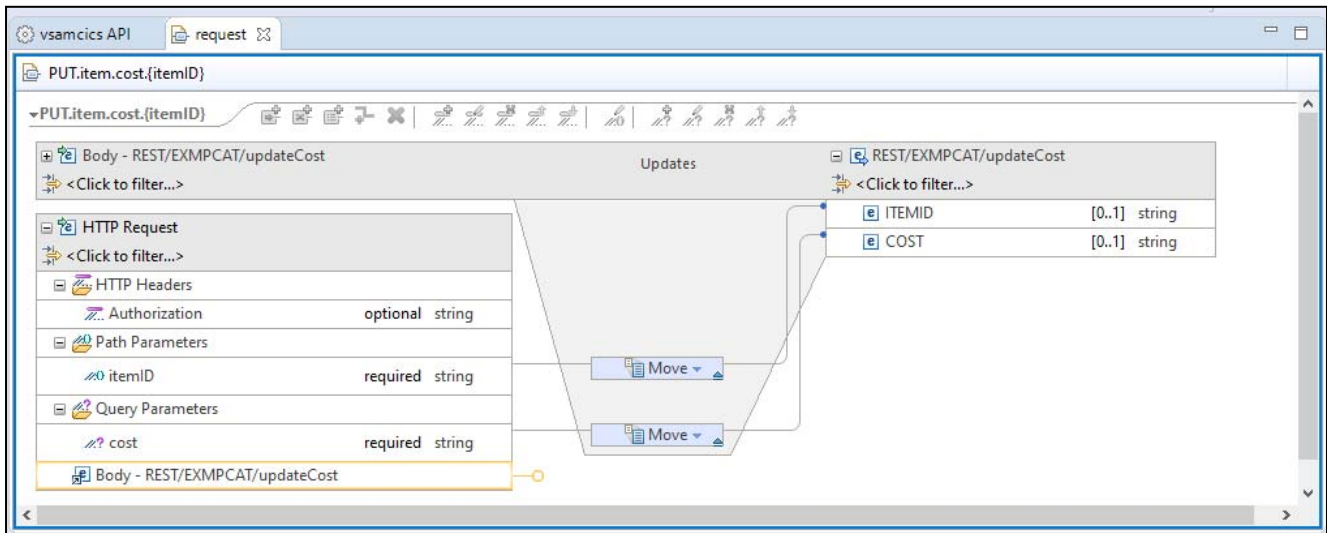 vsamcics API request
PUT.item.cost.{itemID}
PUT.item.cost.{itemID}
Body - REST/EXMPCAT/updateCost Updates REST/EXMPCAT/updateCost
<Click to filter...> <Click to filter...>
HTTP Request ITEMID [0..1] string
<Click to filter...> COST [0..1] string
HTTP Headers
Authorization optional string
Path Parameters
itemID required string Move
Query Parameters
cost required string Move
Body - REST/EXMPCAT/updateCost